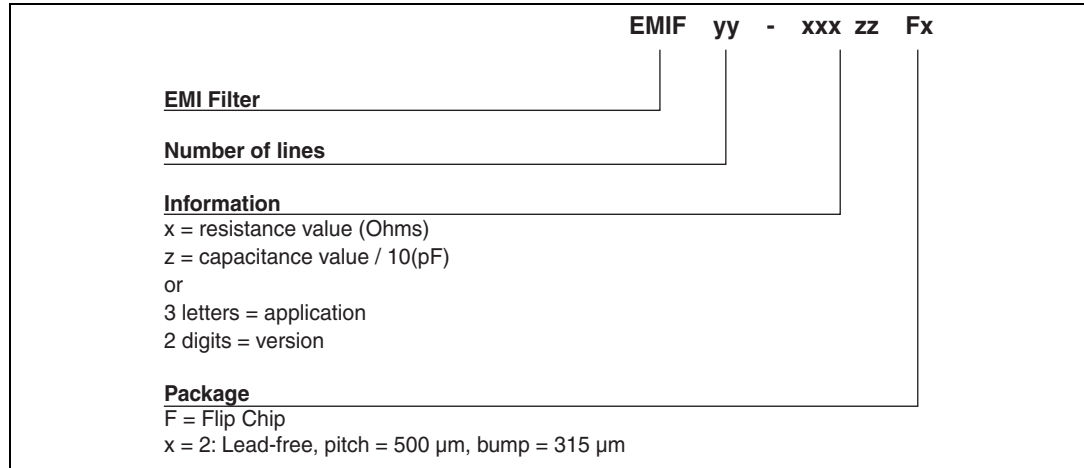 EMIF yy - xxx zz Fx
EMI Filter
Number of lines
Information
x = resistance value (Ohms)
z = capacitance value / 10(pF)
or
3 letters = application
2 digits = version
Package
F = Flip Chip
x = 2: Lead-free, pitch = 500 µm, bump = 315 µm